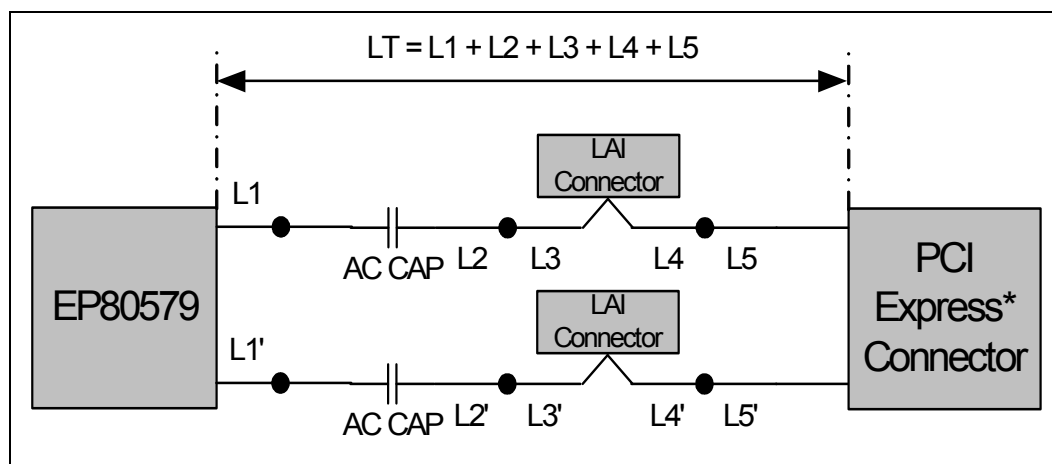 LT = L1 + L2 + L3 + L4 + L5
LAI
Connector
L1
AC CAP
L2
L3
L4
L5
EP80579
PCI
Express*
Connector
LAI
Connector
L1'
AC CAP
L2'
L3'
L4'
L5'